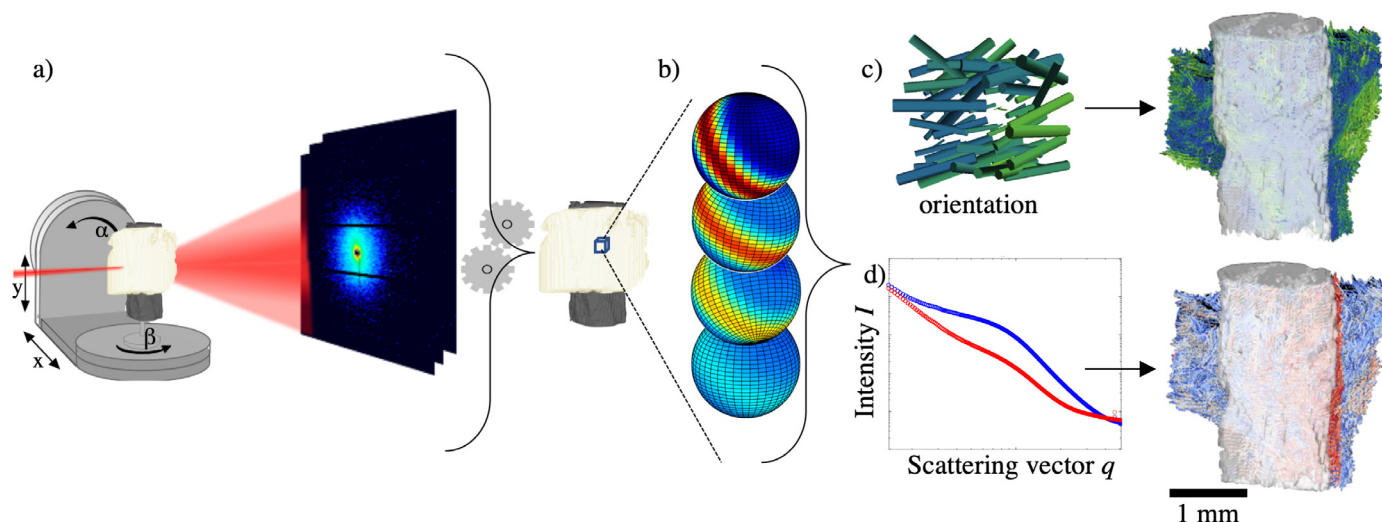 a)
α
y
x
β
b)
c)
orientation
d)
Intensity I
Scattering vector q
1 mm